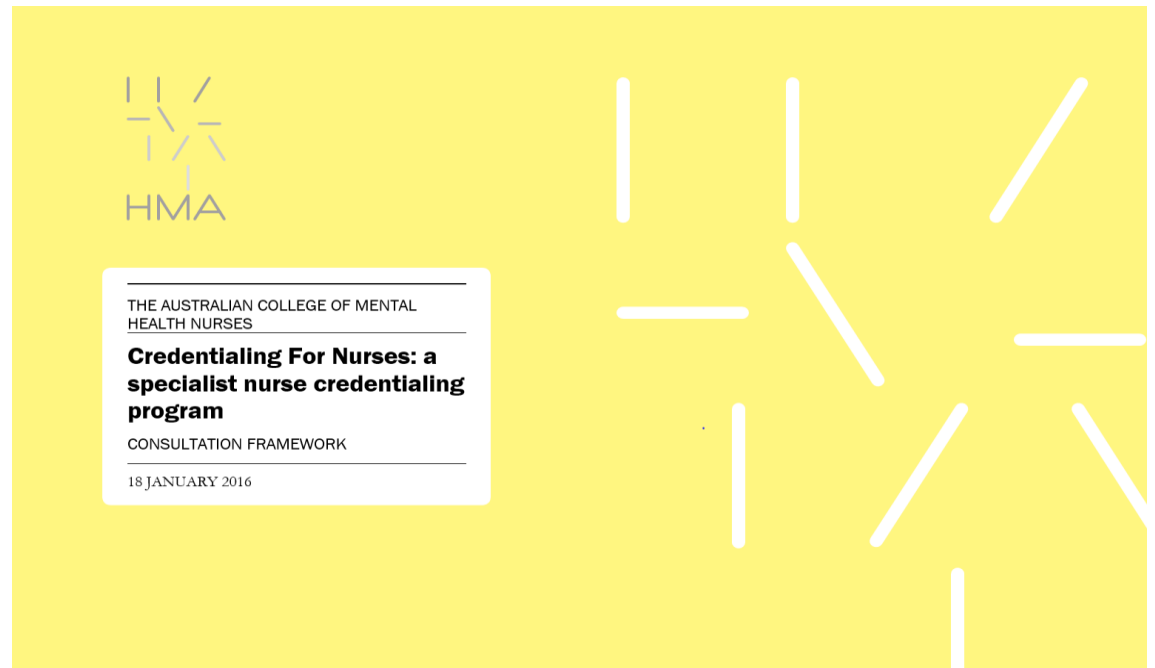 HMA
THE AUSTRALIAN COLLEGE OF MENTAL
HEALTH NURSES
Credentialing For Nurses: a
specialist nurse credentialing
program
CONSULTATION FRAMEWORK
18 JANUARY 2016